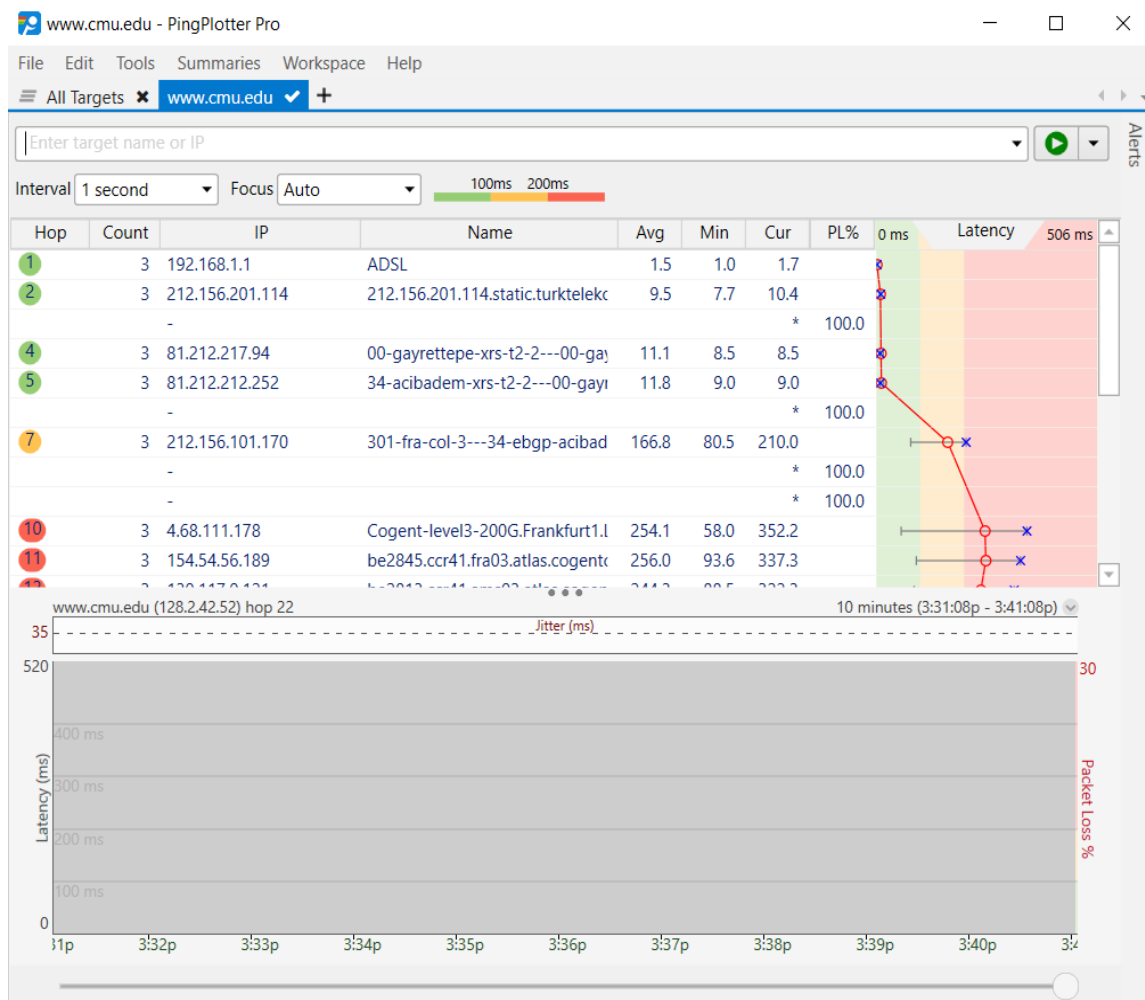 www.cmu.edu - PingPlotter Pro
File Edit Tools Summaries Workspace Help
All Targets www.cmu.edu
Enter target name or IP
Alerts
Interval 1 second Focus Auto 100ms 200ms
Hop Count IP Name Avg Min Cur PL% 0 ms Latency 506 ms
1 3 192.168.1.1 ADSL 1.5 1.0 1.7
2 3 212.156.201.114 212.156.201.114.static.turktelekc 9.5 7.7 10.4
- * 100.0
4 3 81.212.217.94 00-gayrettepe-xrs-t2-2---00-gay 11.1 8.5 8.5
5 3 81.212.212.252 34-acibadem-xrs-t2-2---00-gayr 11.8 9.0 9.0
- * 100.0
7 3 212.156.101.170 301-fra-col-3---34-ebgp-acibad 166.8 80.5 210.0
- * 100.0
- * 100.0
10 3 4.68.111.178 Cogent-level3-200G.Frankfurt1.l 254.1 58.0 352.2
11 3 154.54.56.189 be2845.ccr41.fra03.atlas.cogentc 256.0 93.6 337.3
12 3
www.cmu.edu (128.2.42.52) hop 22 10 minutes (3:31:08p - 3:41:08p)
35 Jitter (ms)
520 30
400 ms
300 ms
200 ms
100 ms
0
Latency (ms)
Packet Loss %
31p 3:32p 3:33p 3:34p 3:35p 3:36p 3:37p 3:38p 3:39p 3:40p 3:4